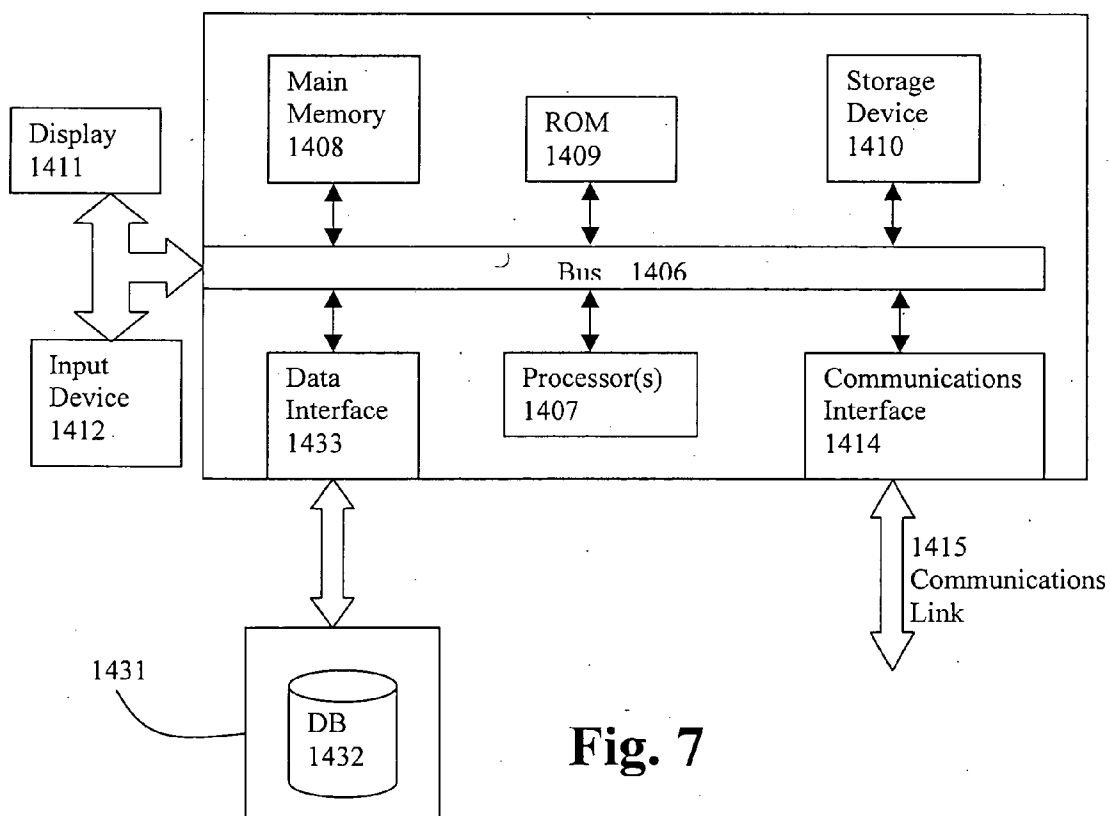 Main
Memory
1408
ROM
1409
Storage
Device
1410
Display
1411
Bus 1406
Input
Device
1412
Data
Interface
1433
Processor(s)
1407
Communications
Interface
1414
1415
Communications
Link
1431
DB
1432
Fig. 7